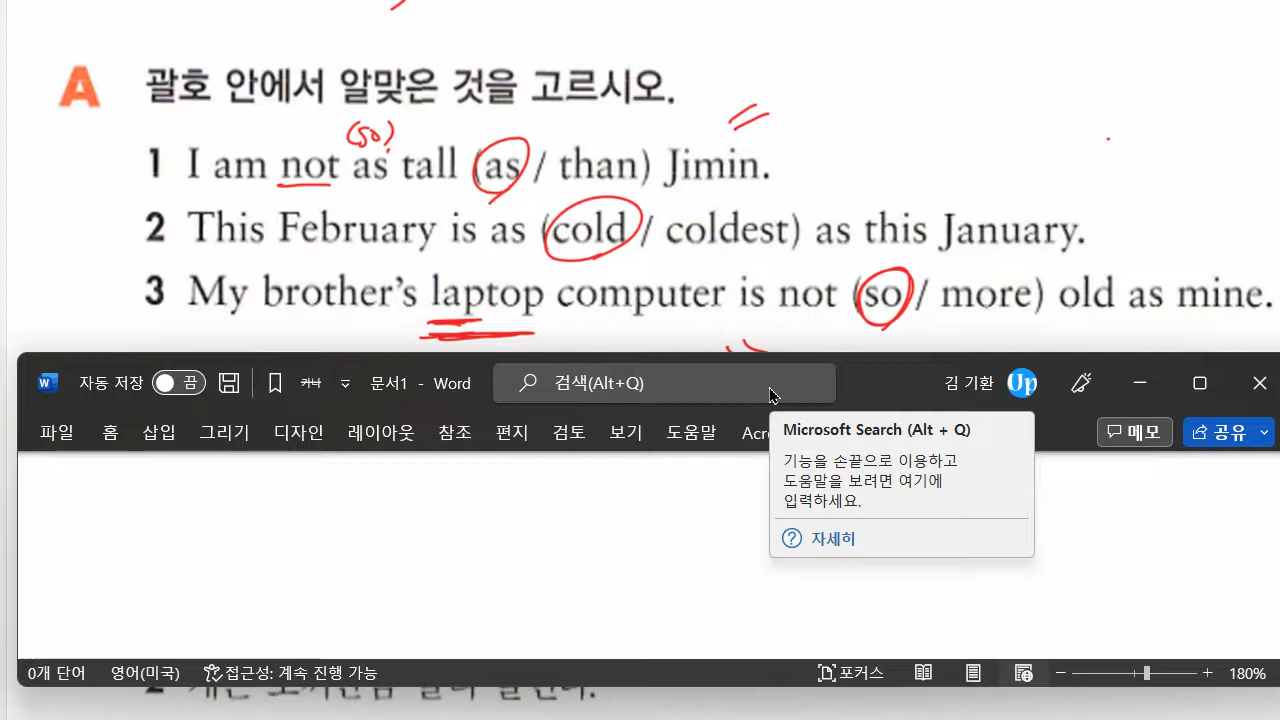 A 괄호 안에서 알맞은 것을 고르시오.
(so)
1 I am not as tall (as / than) Jimin.
2 This February is as (cold / coldest) as this January.
3 My brother's laptop computer is not (so / more) old as mine.
자동 저장 끔 가나 문서1 - Word 검색(Alt+Q) 김 기환 Up
파일 홈 삽입 그리기 디자인 레이아웃 참조 편지 검토 보기 도움말 Acro 메모 공유
Microsoft Search (Alt + Q)
기능을 손끝으로 이용하고
도움말을 보려면 여기에
입력하세요.
자세히
0개 단어 영어(미국) 접근성: 계속 진행 가능 포커스 180%